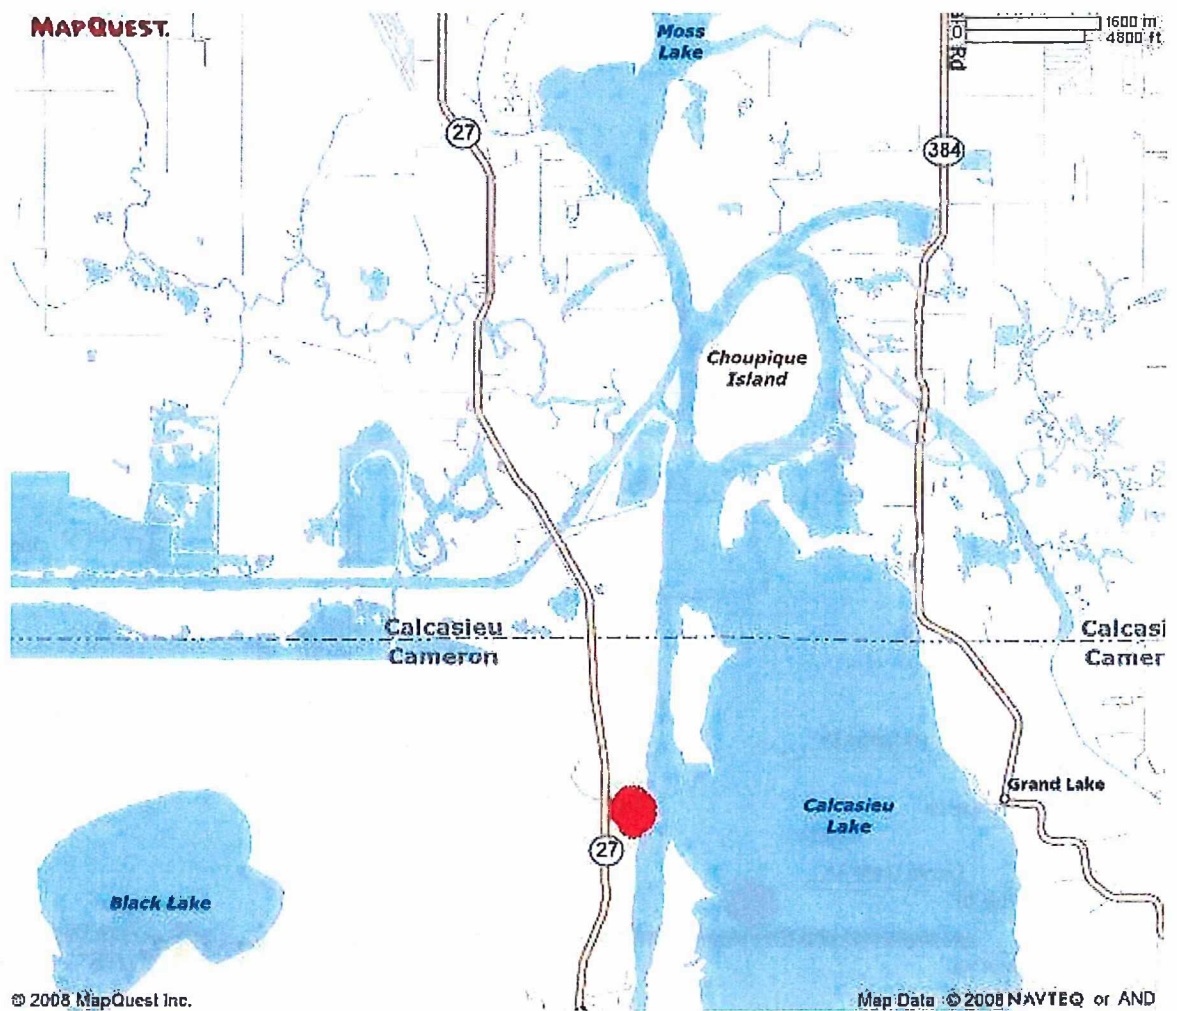 MAPQUEST.
Moss
Lake
0
1600 m
4800 ft
Rd
27
384
Choupique
Island
Calcasieu
Cameron
Calcasi
Camer
Grand Lake
Calcasieu
Lake
27
Black Lake
© 2008 MapQuest Inc.
Map Data © 2008 NAVTEQ or AND